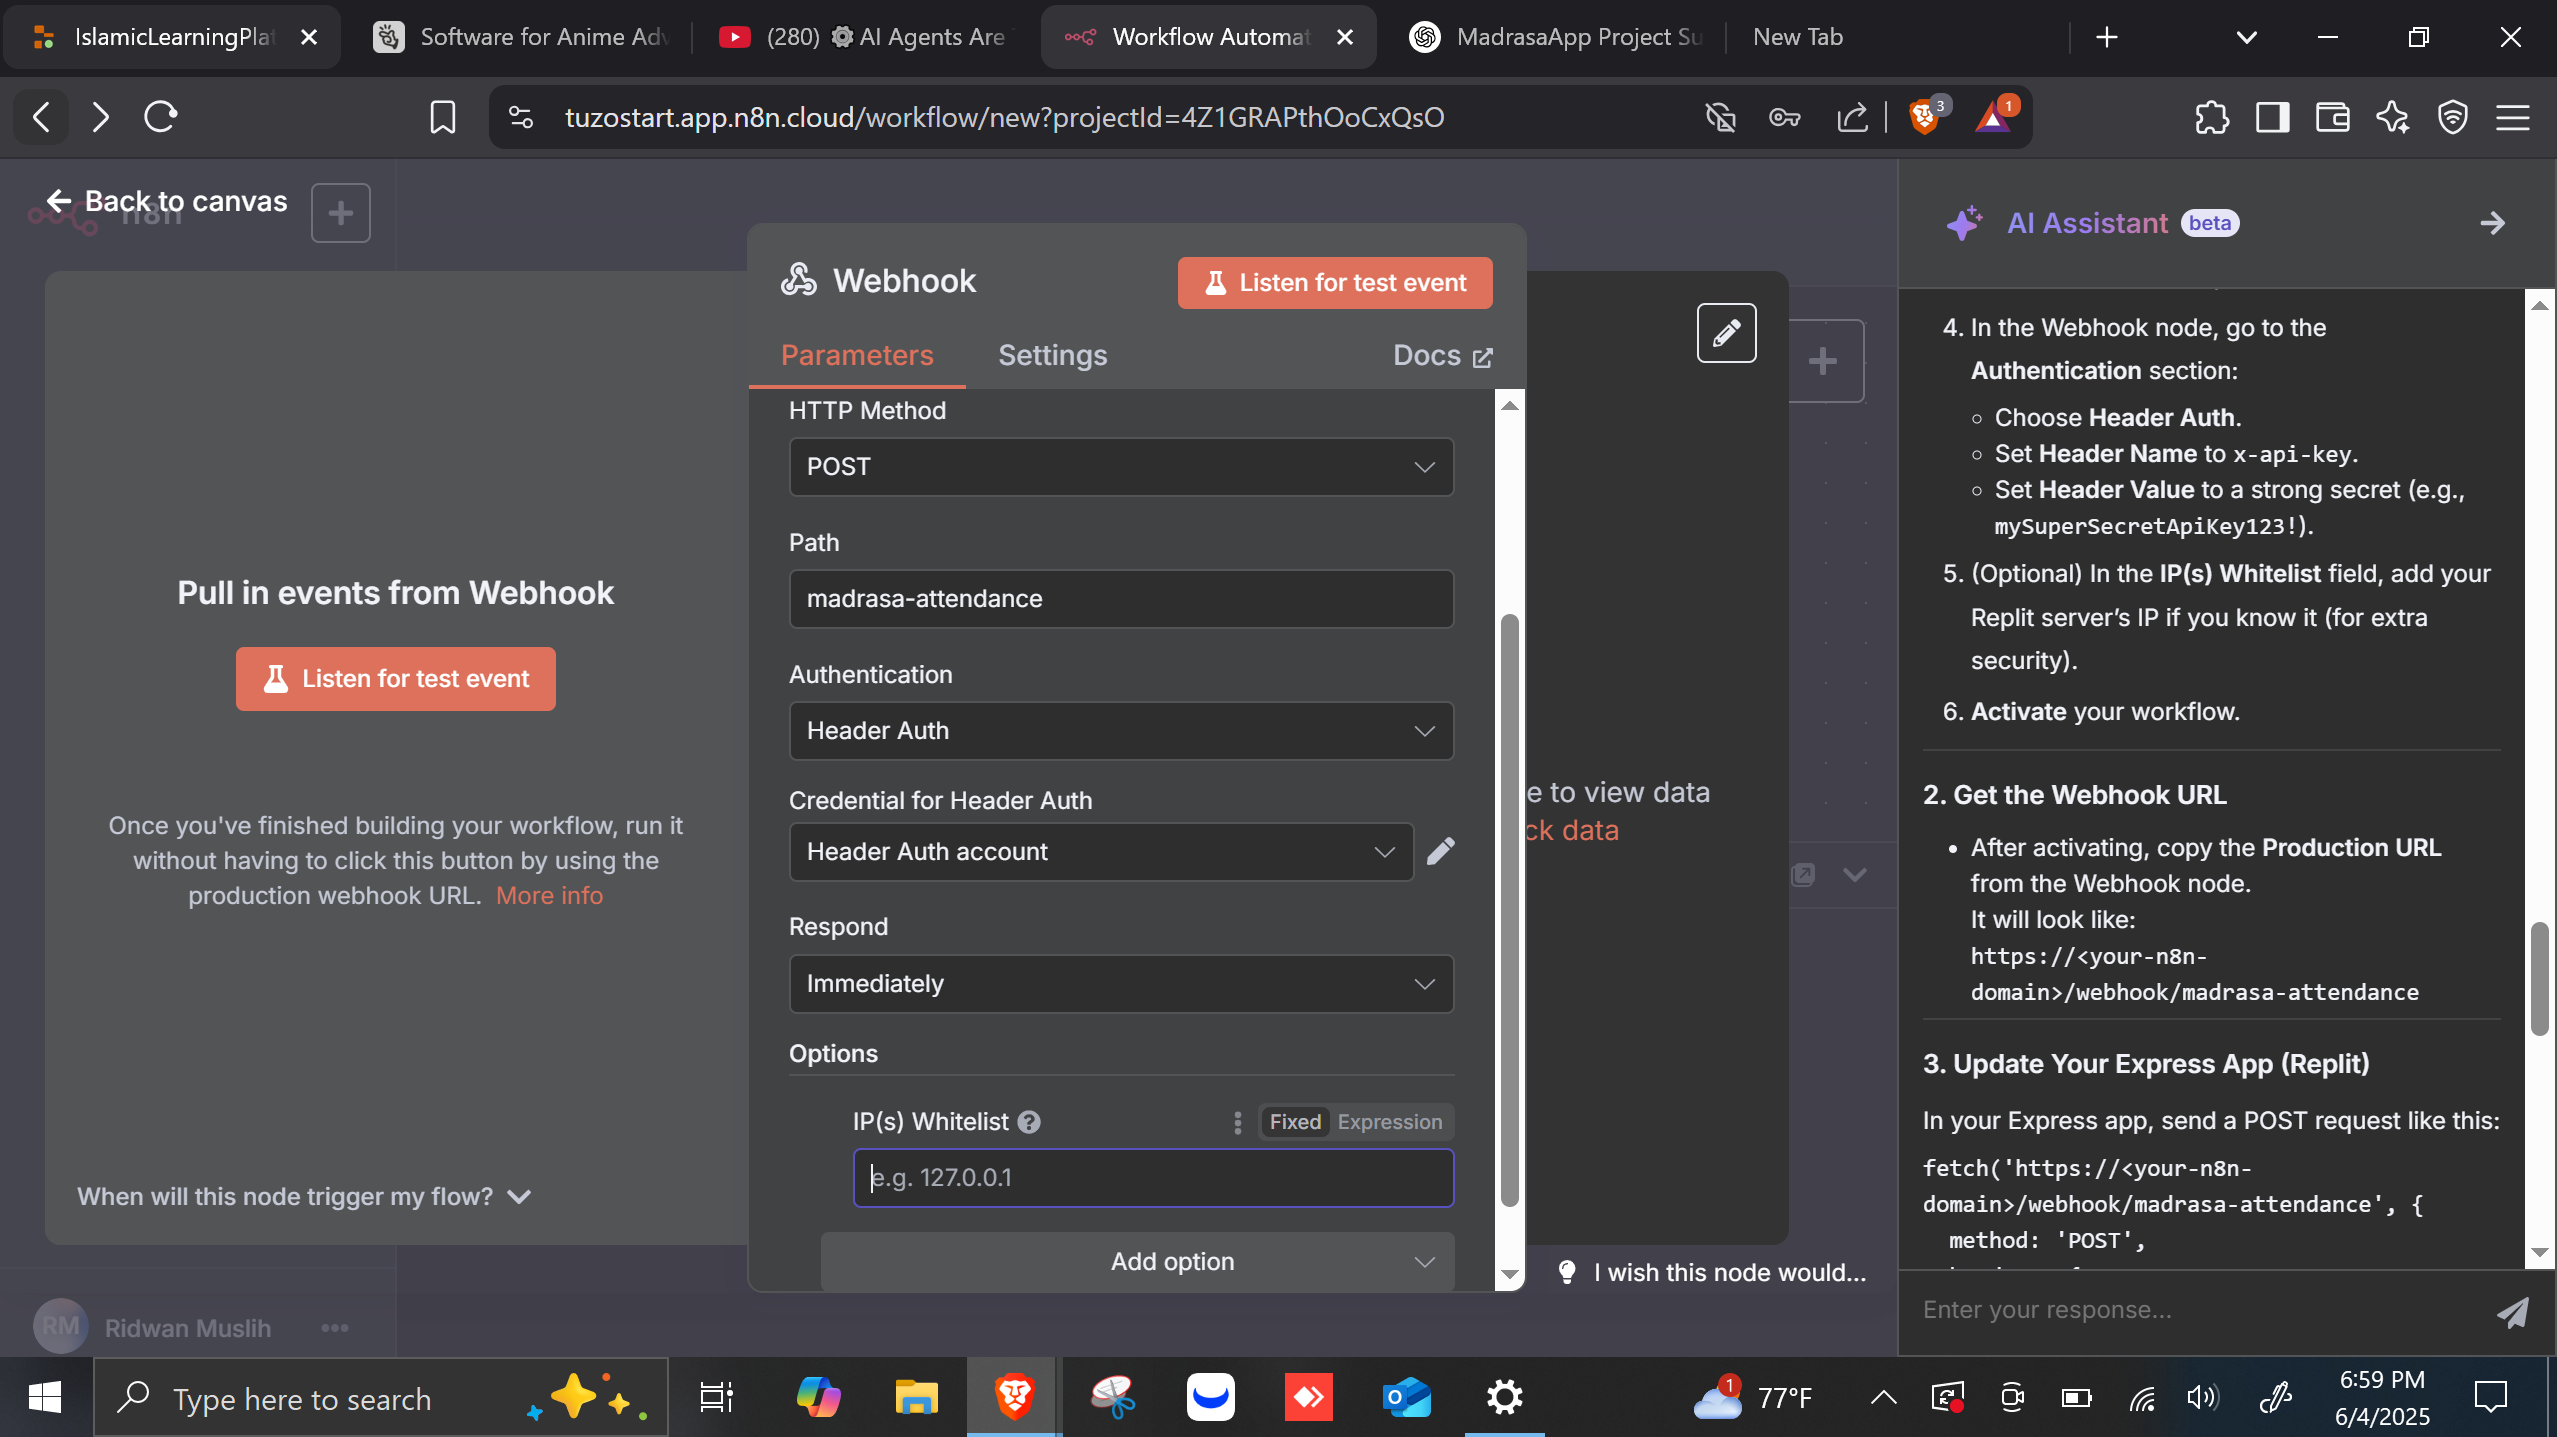 IslamicLearningPlat
Software for Anime Adv
(280) ⚙️AI Agents Are
Workflow Automat
MadrasaApp Project Su
New Tab
tuzostart.app.n8n.cloud/workflow/new?projectId=4Z1GRAPthOoCxQsO
3
1
Back to canvas
n8n
Pull in events from Webhook
Listen for test event
Once you've finished building your workflow, run it
without having to click this button by using the
production webhook URL. More info
When will this node trigger my flow?
RM
Ridwan Muslih
Webhook
Listen for test event
Parameters
Settings
Docs
HTTP Method
POST
Path
madrasa-attendance
Authentication
Header Auth
Credential for Header Auth
Header Auth account
Respond
Immediately
Options
IP(s) Whitelist
Fixed
Expression
e.g. 127.0.0.1
Add option
e to view data
ck data
I wish this node would...
AI Assistant
beta
4. In the Webhook node, go to the
Authentication section:
Choose Header Auth.
Set Header Name to x-api-key.
Set Header Value to a strong secret (e.g.,
mySuperSecretApiKey123!).
5. (Optional) In the IP(s) Whitelist field, add your
Replit server’s IP if you know it (for extra
security).
6. Activate your workflow.
2. Get the Webhook URL
• After activating, copy the Production URL
from the Webhook node.
It will look like:
https://<your-n8n-
domain>/webhook/madrasa-attendance
3. Update Your Express App (Replit)
In your Express app, send a POST request like this:
fetch('https://<your-n8n-
domain>/webhook/madrasa-attendance', {
method: 'POST',
Enter your response...
Type here to search
1
77°F
6:59 PM
6/4/2025